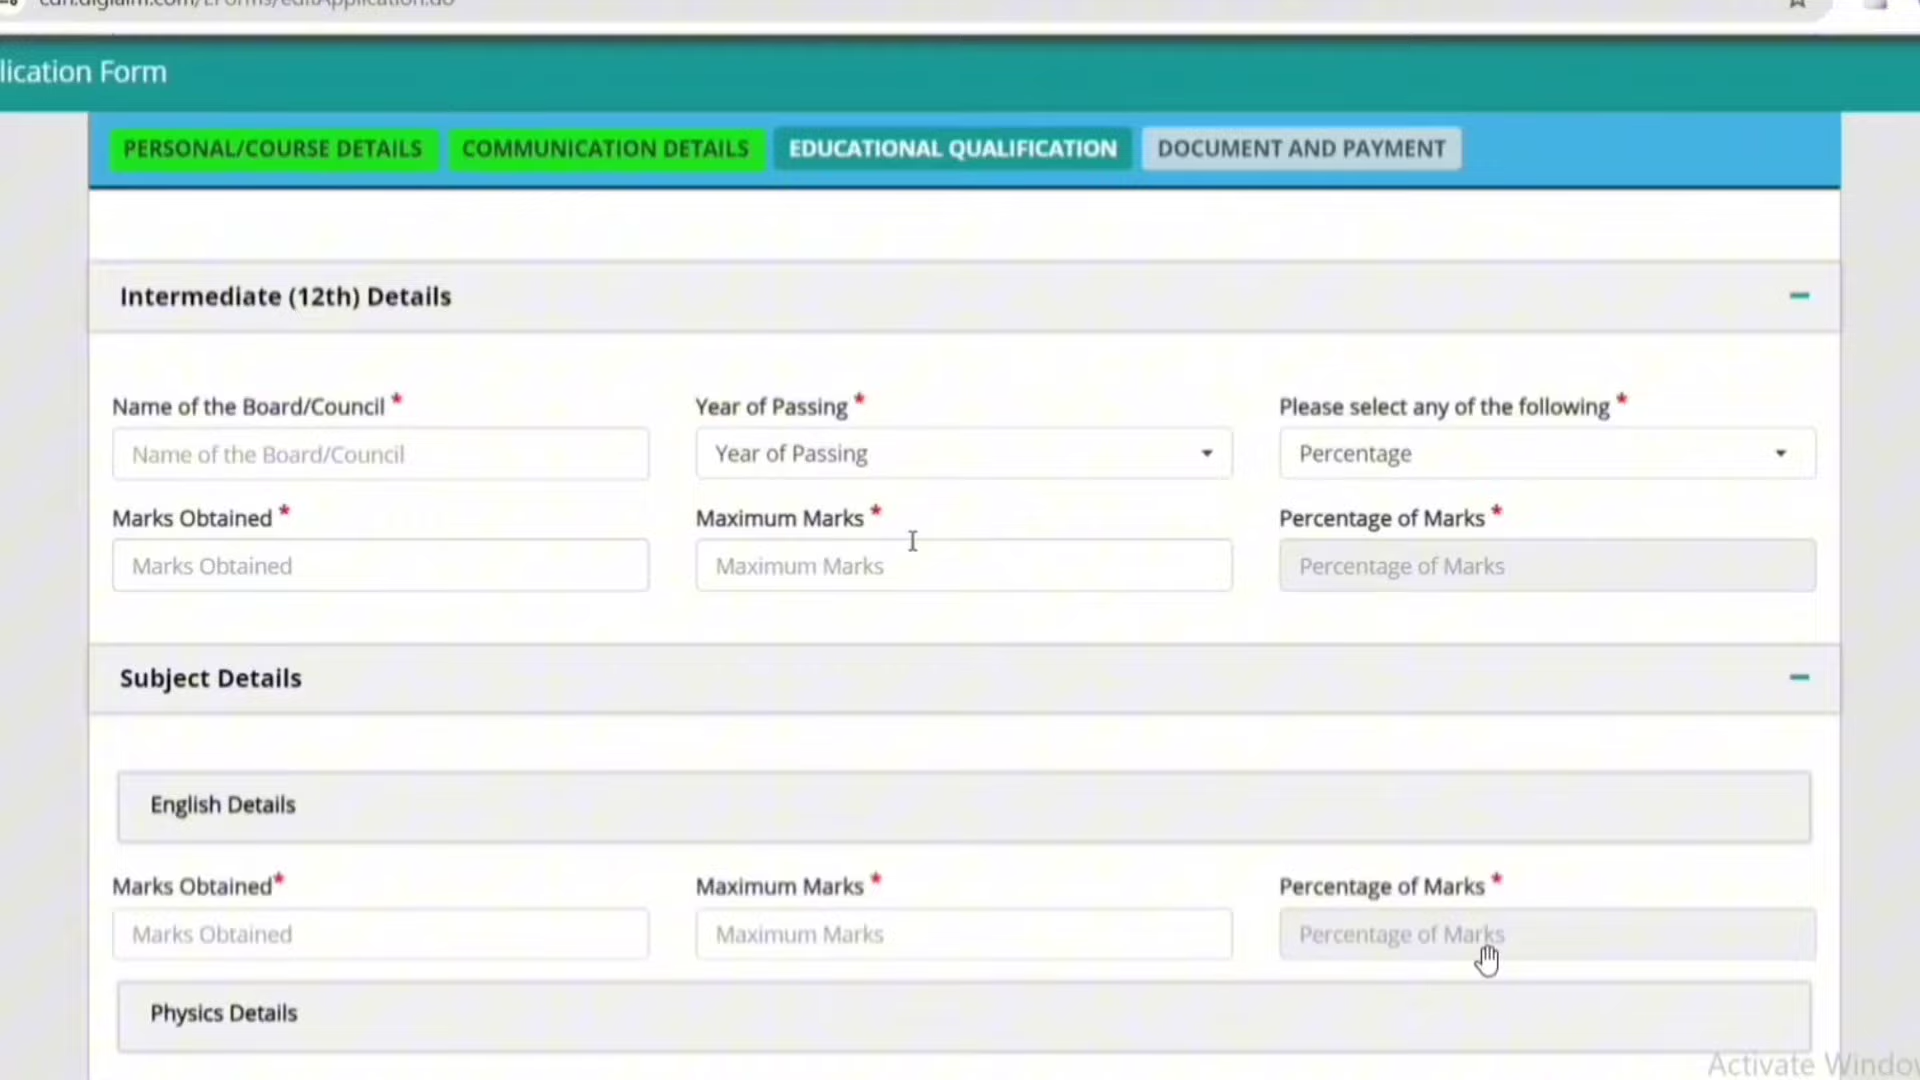 lication Form
PERSONAL/COURSE DETAILS COMMUNICATION DETAILS EDUCATIONAL QUALIFICATION DOCUMENT AND PAYMENT
Intermediate (12th) Details
Name of the Board/Council * Year of Passing * Please select any of the following *
Name of the Board/Council Year of Passing Percentage
Marks Obtained * Maximum Marks * Percentage of Marks *
Marks Obtained Maximum Marks Percentage of Marks
Subject Details
English Details
Marks Obtained* Maximum Marks * Percentage of Marks *
Marks Obtained Maximum Marks Percentage of Marks
Physics Details
Activate Window